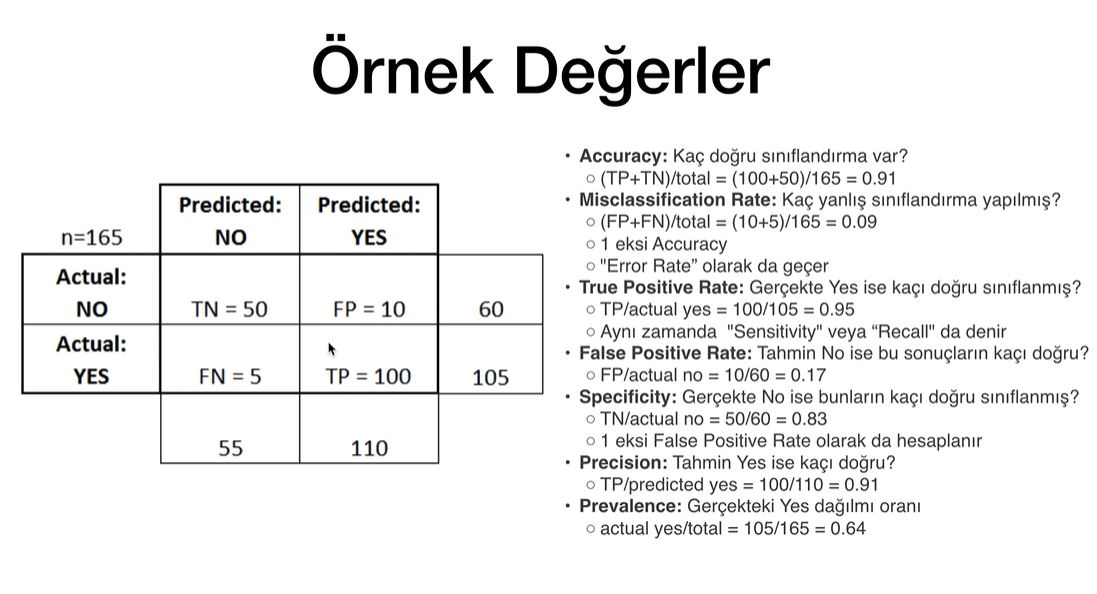 Örnek Değerler
Predicted: Predicted:
n=165 NO YES
Actual:
NO TN = 50 FP = 10 60
Actual:
YES FN = 5 TP = 100 105
55 110
• Accuracy: Kaç doğru sınıflandırma var?
○ (TP+TN)/total = (100+50)/165 = 0.91
• Misclassification Rate: Kaç yanlış sınıflandırma yapılmış?
○ (FP+FN)/total = (10+5)/165 = 0.09
○ 1 eksi Accuracy
○ "Error Rate” olarak da geçer
• True Positive Rate: Gerçekte Yes ise kaçı doğru sınıflanmış?
○ TP/actual yes = 100/105 = 0.95
○ Aynı zamanda "Sensitivity" veya “Recall" da denir
• False Positive Rate: Tahmin No ise bu sonuçların kaçı doğru?
○ FP/actual no = 10/60 = 0.17
• Specificity: Gerçekte No ise bunların kaçı doğru sınıflanmış?
○ TN/actual no = 50/60 = 0.83
○ 1 eksi False Positive Rate olarak da hesaplanır
• Precision: Tahmin Yes ise kaçı doğru?
○ TP/predicted yes = 100/110 = 0.91
• Prevalence: Gerçekteki Yes dağılmı oranı
○ actual yes/total = 105/165 = 0.64